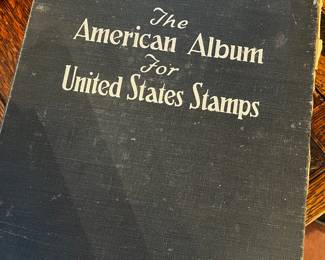 The
American Album
For
United States Stamps